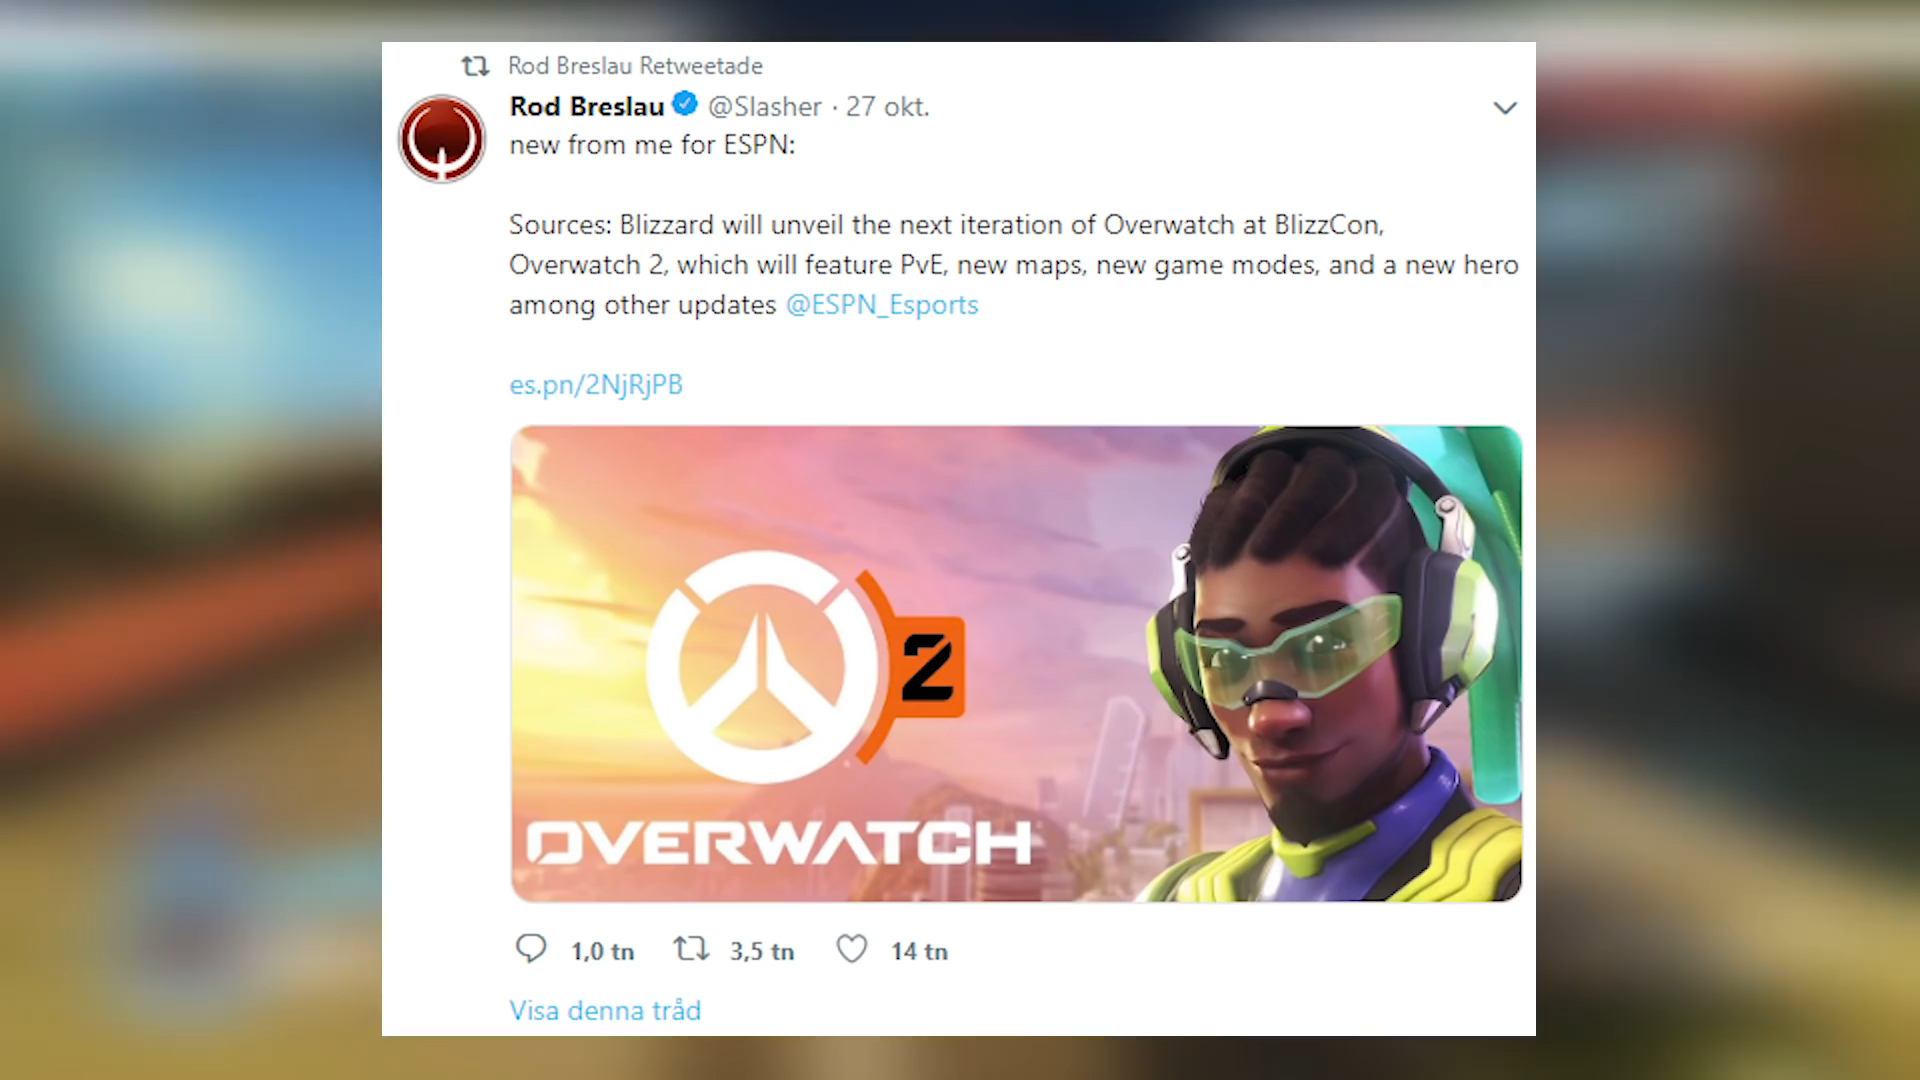 Rod Breslau Retweetade
Rod Breslau @Slasher · 27 okt.
new from me for ESPN:
Sources: Blizzard will unveil the next iteration of Overwatch at BlizzCon,
Overwatch 2, which will feature PvE, new maps, new game modes, and a new hero
among other updates @ESPN_Esports
es.pn/2NjRjPB
2
OVERWATCH
1,0 tn 3,5 tn 14 tn
Visa denna tråd